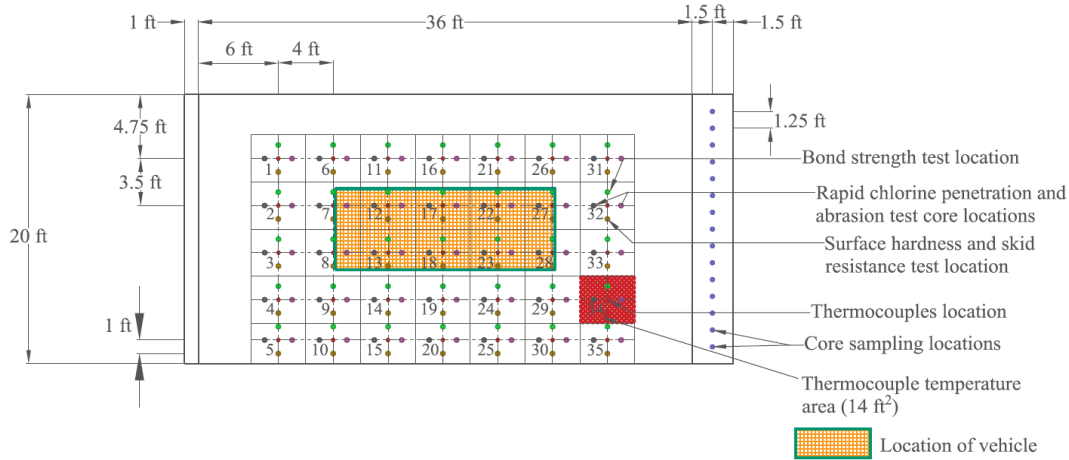 1 ft
36 ft
1.5 ft
1.5 ft
6 ft
4 ft
4.75 ft
3.5 ft
20 ft
1 ft
1.25 ft
1 6 11 16 21 26 31
2 7 12 17 22 27 32
3 8 13 18 23 28 33
4 9 14 19 24 29 34
5 10 15 20 25 30 35
Bond strength test location
Rapid chlorine penetration and
abrasion test core locations
Surface hardness and skid
resistance test location
Thermocouples location
Core sampling locations
Thermocouple temperature
area (14 ft²)
Location of vehicle